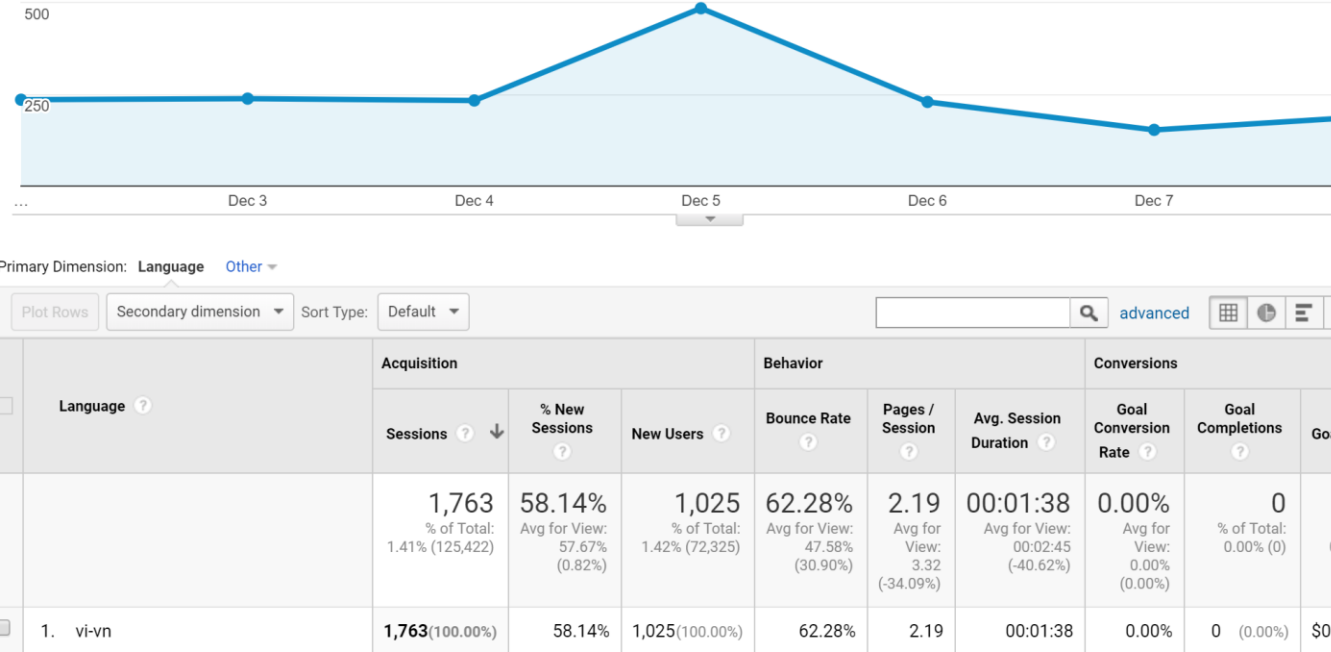 500
250
...
Dec 3
Dec 4
Dec 5
Dec 6
Dec 7
Primary Dimension: Language Other
Plot Rows Secondary dimension Sort Type: Default advanced
Language ?
Acquisition
Behavior
Conversions
Sessions ?
% New
Sessions
?
New Users ?
Bounce Rate
?
Pages /
Session
?
Avg. Session
Duration ?
Goal
Conversion
Rate ?
Goal
Completions
?
1,763
% of Total:
1.41% (125,422)
58.14%
Avg for View:
57.67%
(0.82%)
1,025
% of Total:
1.42% (72,325)
62.28%
Avg for View:
47.58%
(30.90%)
2.19
Avg for
View:
3.32
(-34.09%)
00:01:38
Avg for View:
00:02:45
(-40.62%)
0.00%
Avg for
View:
0.00%
(0.00%)
0
% of Total:
0.00% (0)
1. vi-vn 1,763(100.00%) 58.14% 1,025(100.00%) 62.28% 2.19 00:01:38 0.00% 0 (0.00%) $0